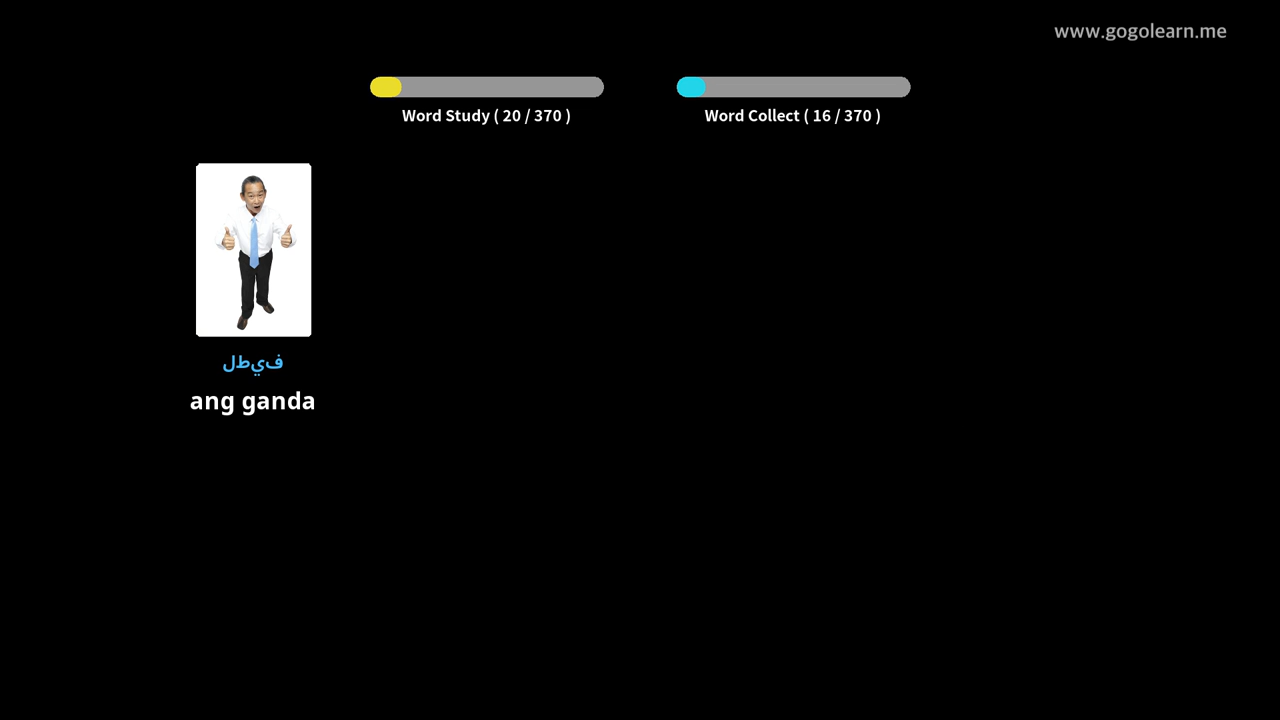 www.gogolearn.me
Word Study ( 20 / 370 )
Word Collect ( 16 / 370 )
فيطل
ang ganda